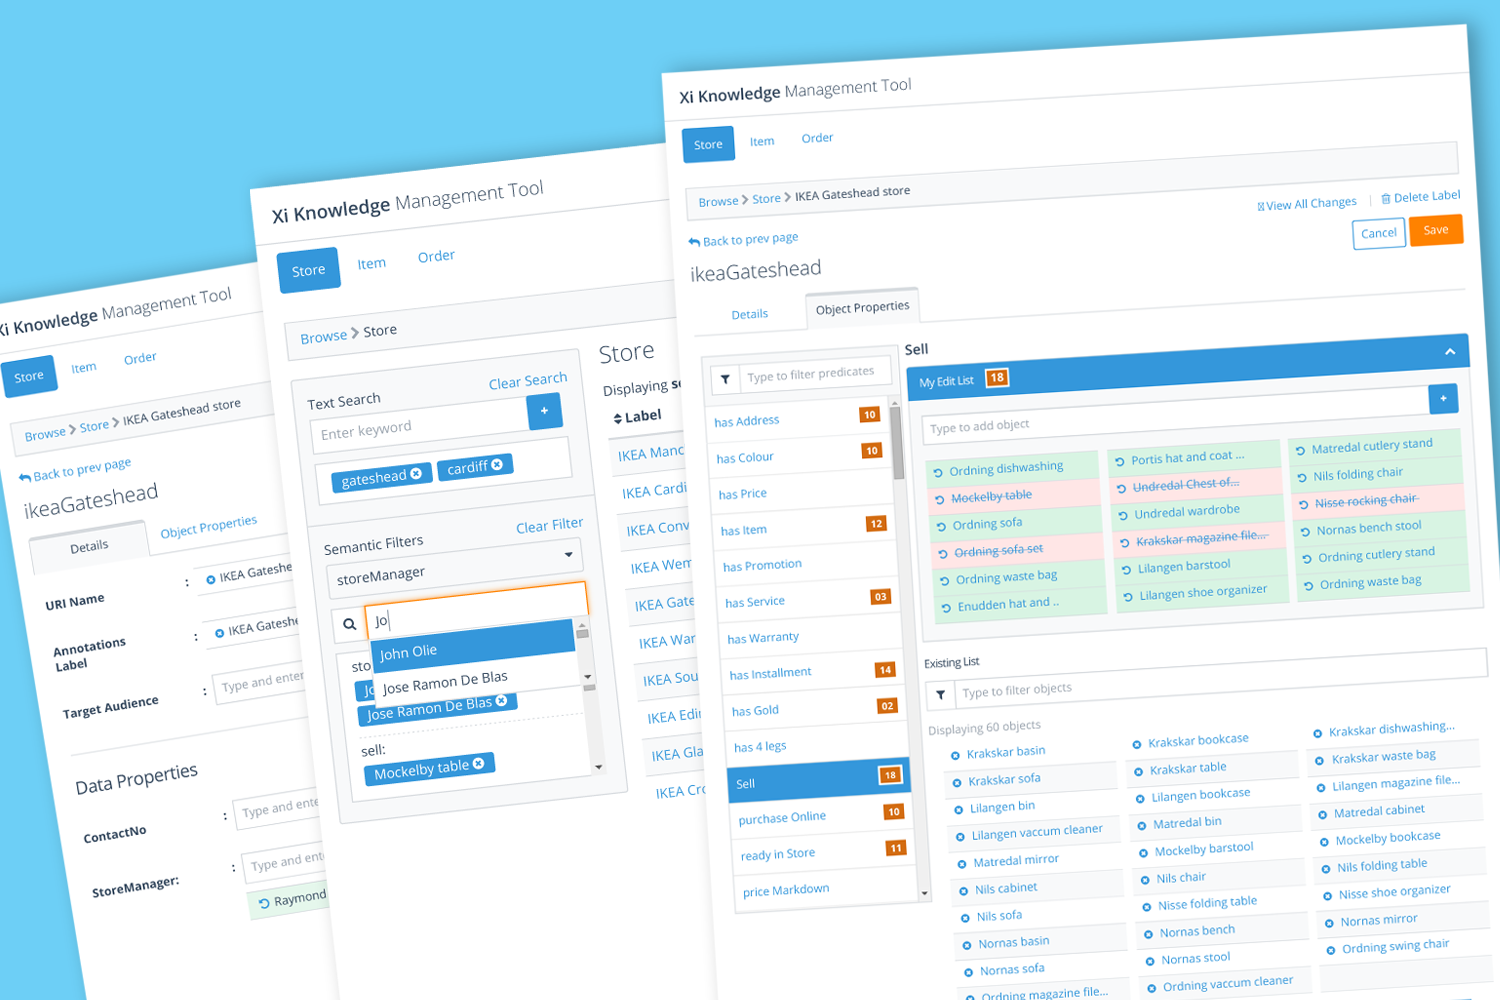 Xi Knowledge Management Tool
Store Item Order
Browse Store IKEA Gateshead store
Back to prev page
ikeaGateshead
Details Object Properties
URI Name : IKEA Gateshe
Annotations Label : IKEA Gatesh
Target Audience : Type and enter
Data Properties
ContactNo : Type and ente
StoreManager: : Type and ent
Raymond
Xi Knowledge Management Tool
Store Item Order
Browse Store
Text Search Clear Search
Enter keyword +
gateshead cardiff
Semantic Filters Clear Filter
storeManager
Jo
John Olie
Jose Ramon De Blas
sto
Jo
Jose Ramon De Blas
sell:
Mockelby table
Store
Displaying se
Label
IKEA Manc
IKEA Cardi
IKEA Cov
IKEA Wem
IKEA Gate
IKEA War
IKEA Sou
IKEA Edi
IKEA Gla
IKEA Cro
Xi Knowledge Management Tool
Store Item Order
Browse Store IKEA Gateshead store
View All Changes | Delete Label
Back to prev page
Cancel Save
ikeaGateshead
Details Object Properties
Type to filter predicates
has Address 10
has Colour 10
has Price
has Item 12
has Promotion
has Service 03
has Warranty
has Installment 14
has Gold 02
has 4 legs
Sell 18
purchase Online 10
ready in Store 11
price Markdown
Sell
My Edit List 18
Type to add object +
Ordning dishwashing Portis hat and coat ... Matredal cutlery stand
Mockelby table Undredal Chest of... Nils folding chair
Ordning sofa Undredal wardrobe Nisse rocking chair
Ordning sofa set Krakskar magazine file... Nornas bench stool
Ordning waste bag Lilangen barstool Ordning cutlery stand
Enudden hat and .. Lilangen shoe organizer Ordning waste bag
Existing List
Type to filter objects
Displaying 60 objects
Krakskar basin Krakskar bookcase Krakskar dishwashing...
Krakskar sofa Krakskar table Krakskar waste bag
Lilangen bin Lilangen bookcase Lilangen magazine file...
Lilangen vaccum cleaner Matredal bin Matredal cabinet
Matredal mirror Mockelby barstool Mockelby bookcase
Nils cabinet Nils chair Nils folding table
Nils sofa Nisse folding table Nisse shoe organizer
Nornas basin Nornas bench Nornas mirror
Nornas sofa Nornas stool Ordning swing chair
Ordning magazine file... Ordning vaccum cleaner